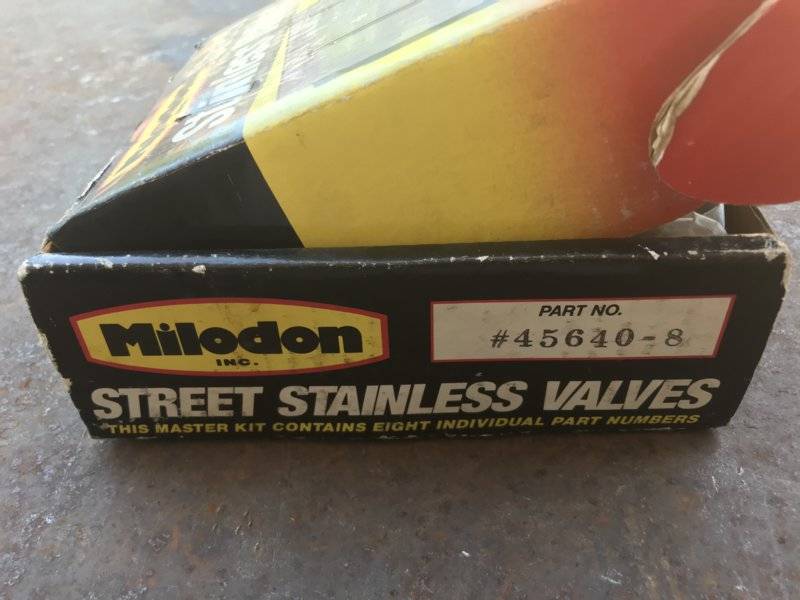 Milodon
INC.
PART NO.
#45640-8
STREET STAINLESS VALVES
THIS MASTER KIT CONTAINS EIGHT INDIVIDUAL PART NUMBERS